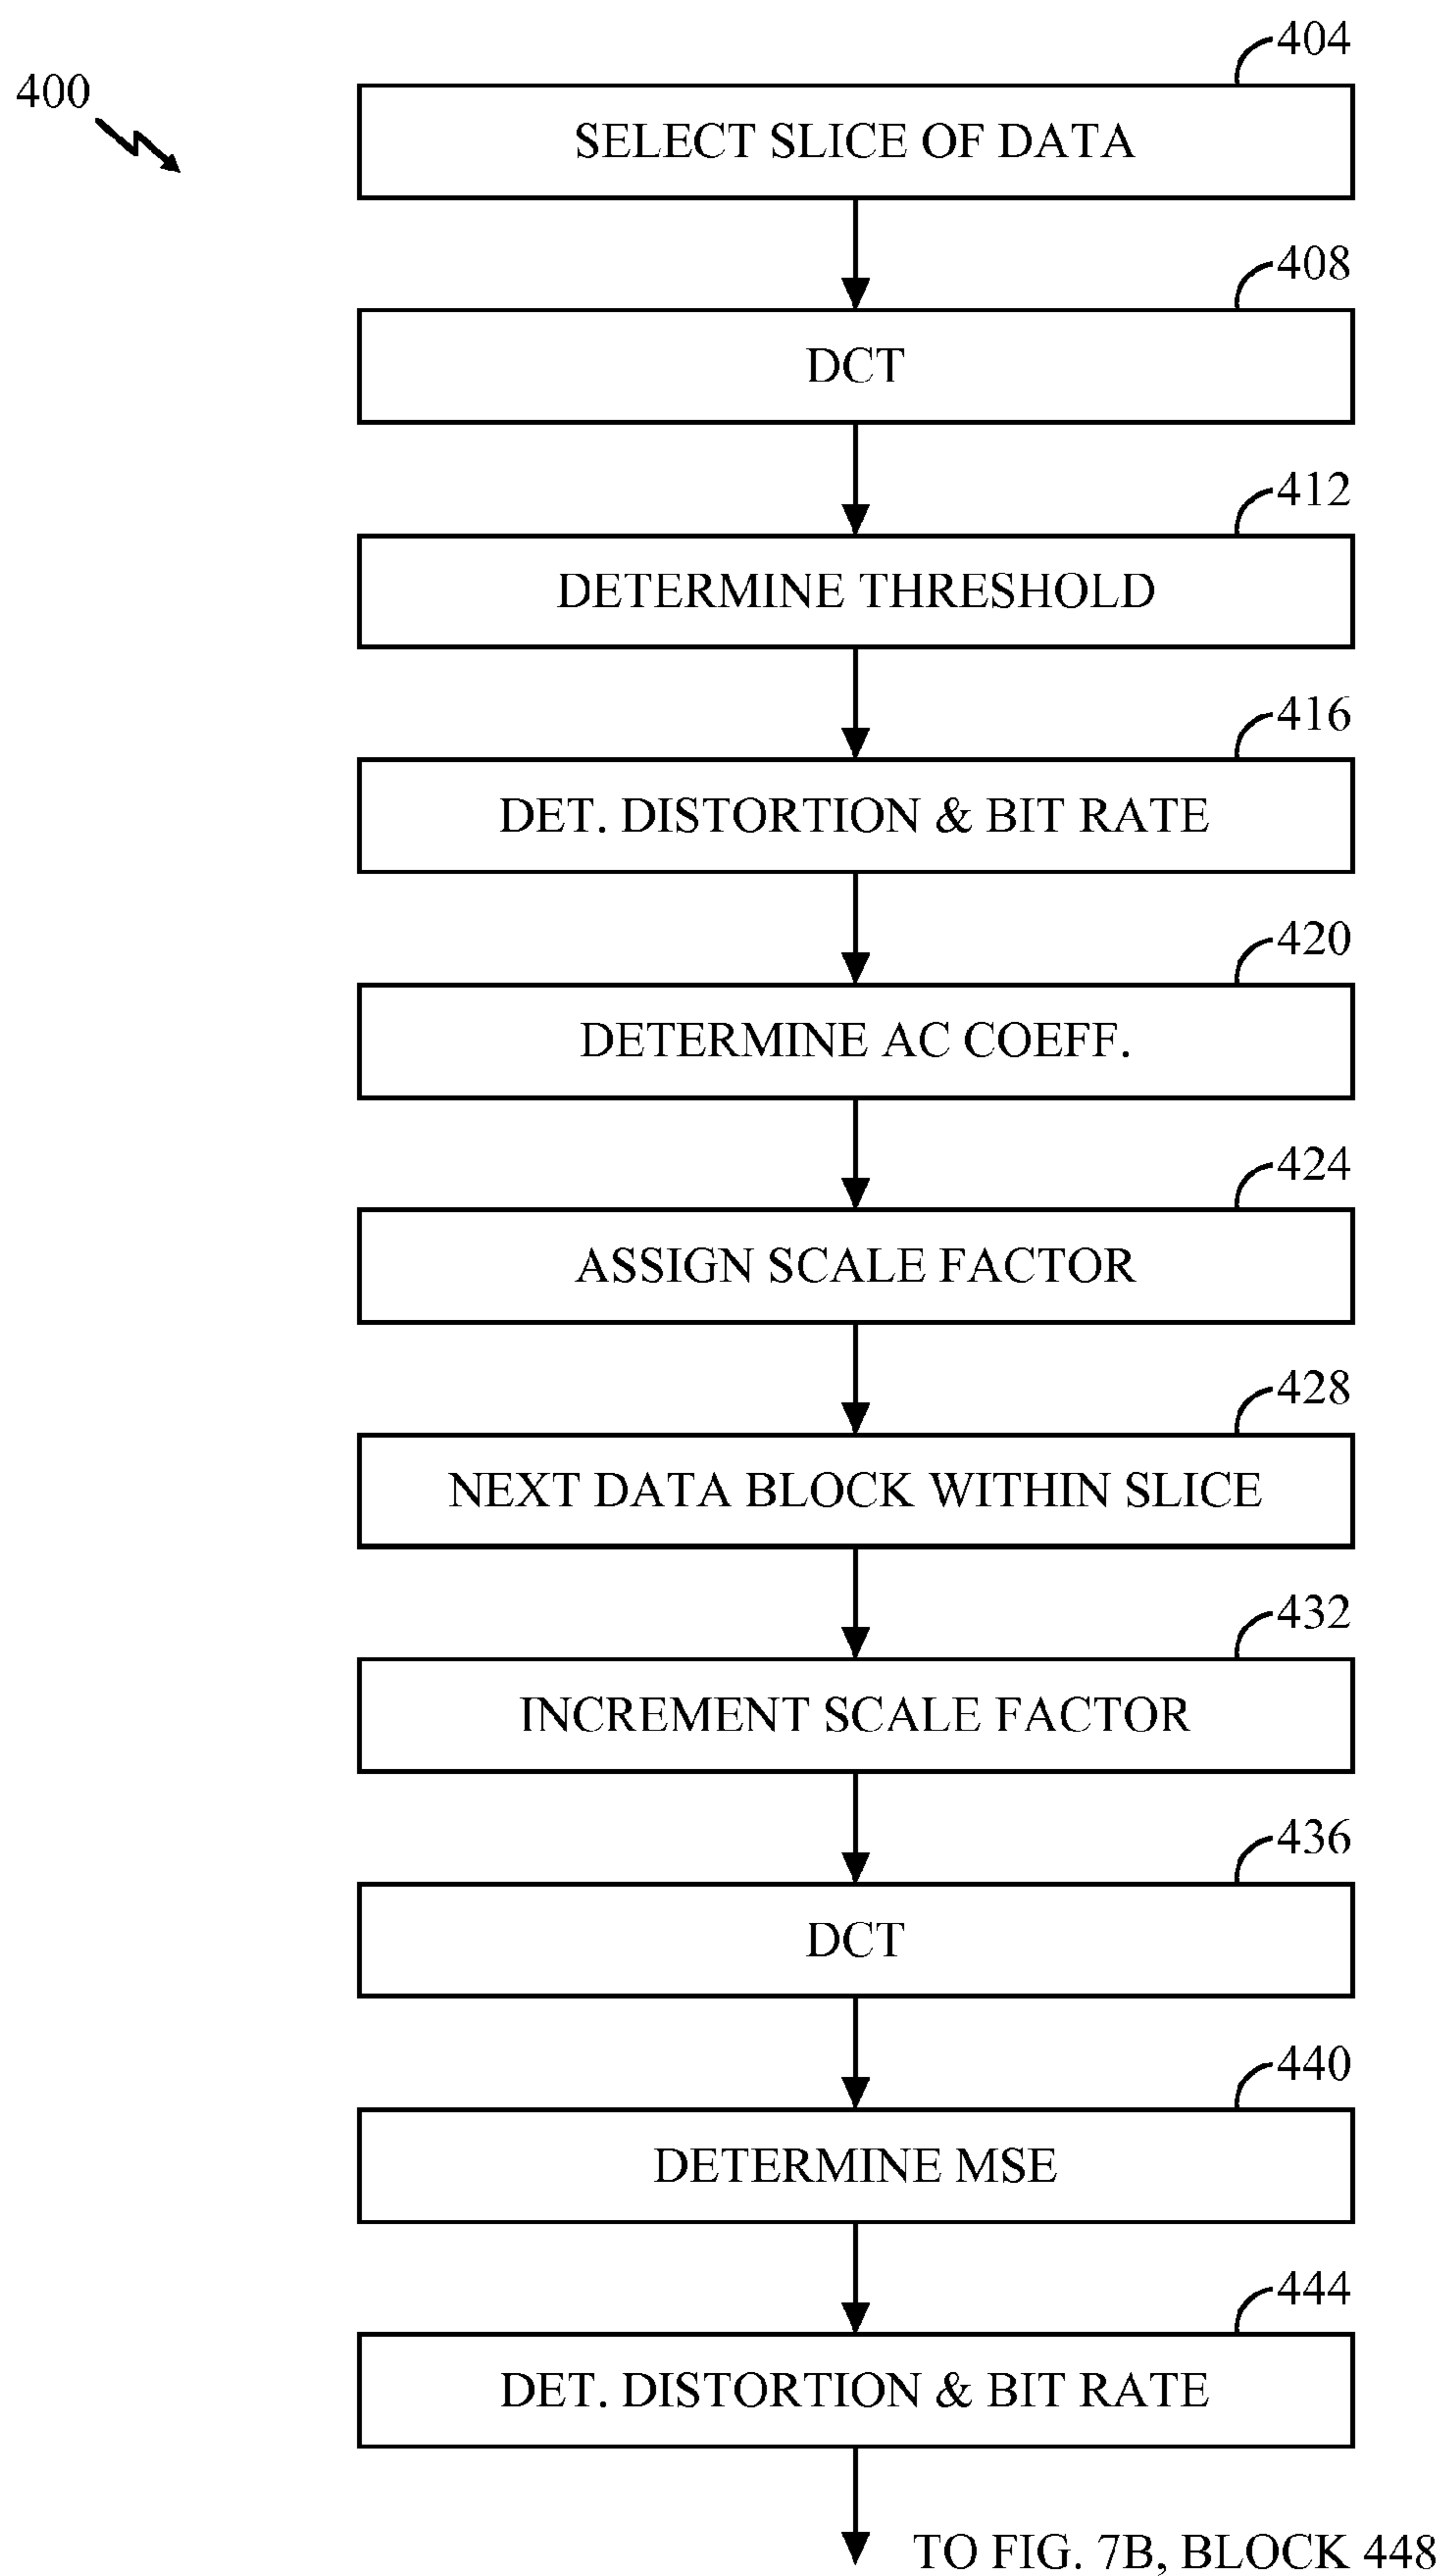 404
400
SELECT SLICE OF DATA
408
DCT
412
DETERMINE THRESHOLD
416
DET. DISTORTION & BIT RATE
420
DETERMINE AC COEFF.
424
ASSIGN SCALE FACTOR
428
NEXT DATA BLOCK WITHIN SLICE
432
INCREMENT SCALE FACTOR
436
DCT
440
DETERMINE MSE
444
DET. DISTORTION & BIT RATE
TO FIG. 7B, BLOCK 448